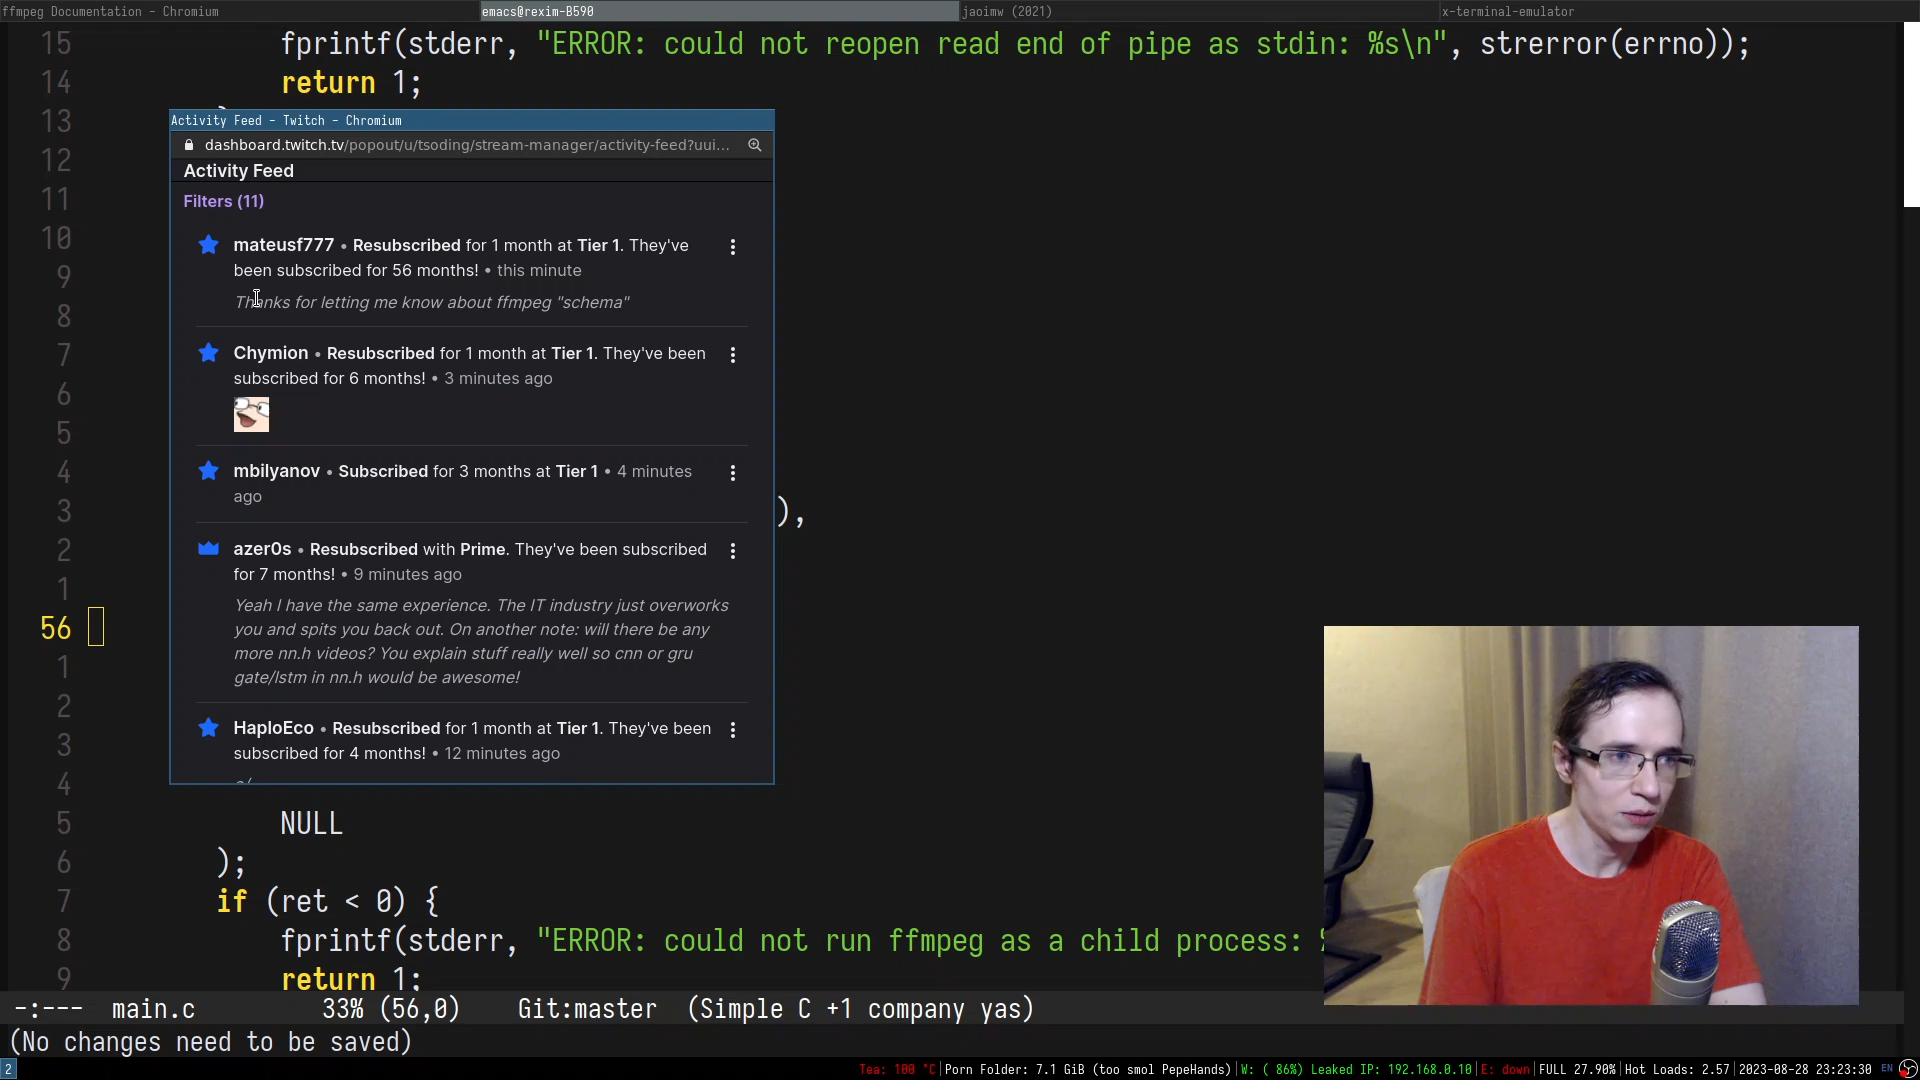 ffmpeg Documentation - Chromium
emacs@rexim-B590
jaoimw (2021)
x-terminal-emulator
15 fprintf(stderr, "ERROR: could not reopen read end of pipe as stdin: %s\n", strerror(errno));
14 return 1;
13
Activity Feed - Twitch - Chromium
dashboard.twitch.tv/popout/u/tsoding/stream-manager/activity-feed?uui...
12
Activity Feed
11
Filters (11)
10
mateusf777 • Resubscribed for 1 month at Tier 1. They've
been subscribed for 56 months! • this minute
9
Thanks for letting me know about ffmpeg "schema"
8
7
Chymion • Resubscribed for 1 month at Tier 1. They've been
subscribed for 6 months! • 3 minutes ago
6
5
4
mbilyanov • Subscribed for 3 months at Tier 1 • 4 minutes
ago
3 ),
2
azer0s • Resubscribed with Prime. They've been subscribed
for 7 months! • 9 minutes ago
1
Yeah I have the same experience. The IT industry just overworks
you and spits you back out. On another note: will there be any
more nn.h videos? You explain stuff really well so cnn or gru
gate/lstm in nn.h would be awesome!
56
1
2
HaploEco • Resubscribed for 1 month at Tier 1. They've been
subscribed for 4 months! • 12 minutes ago
3
4
5 NULL
6 );
7 if (ret < 0) {
8 fprintf(stderr, "ERROR: could not run ffmpeg as a child process:
9 return 1;
-:--- main.c 33% (56,0) Git:master (Simple C +1 company yas)
(No changes need to be saved)
2
Tea: 100 °C|Porn Folder: 7.1 GiB (too smol PepeHands)|W: ( 86%) Leaked IP: 192.168.0.10|E: down|FULL 27.90%|Hot Loads: 2.57|2023-08-28 23:23:30 EN